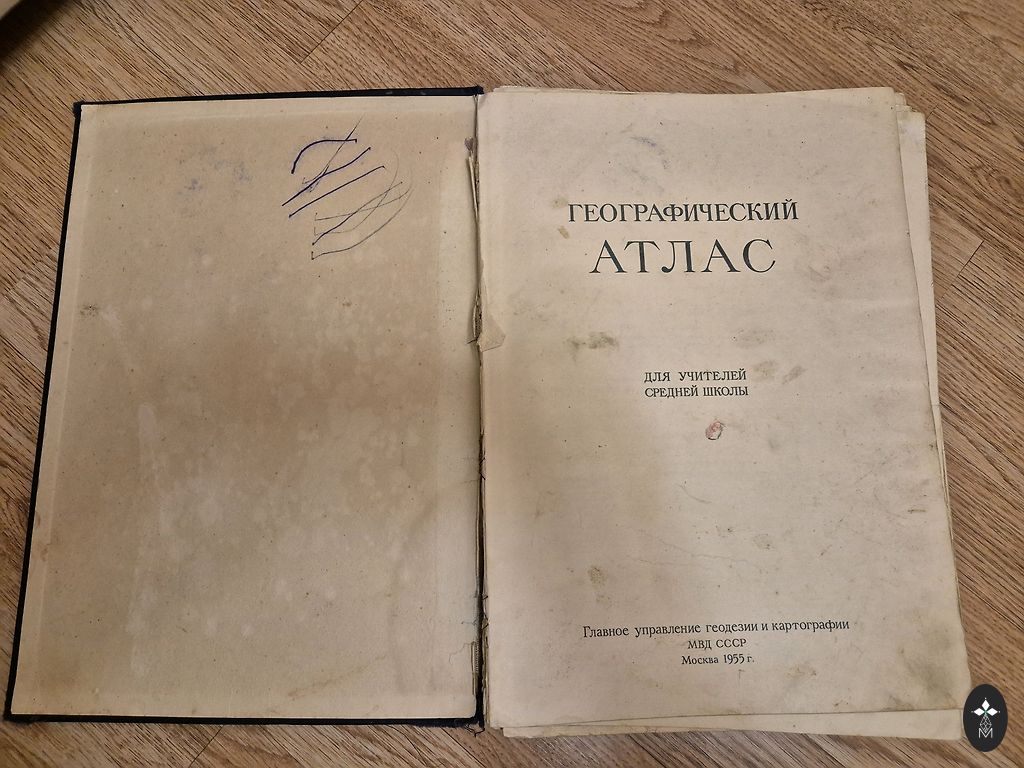 ГЕОГРАФИЧЕСКИЙ
АТЛАС
ДЛЯ УЧИТЕЛЕЙ
СРЕДНЕЙ ШКОЛЫ
Главное управление геодезии и картографии
МВД СССР
Москва 1955 г.
М